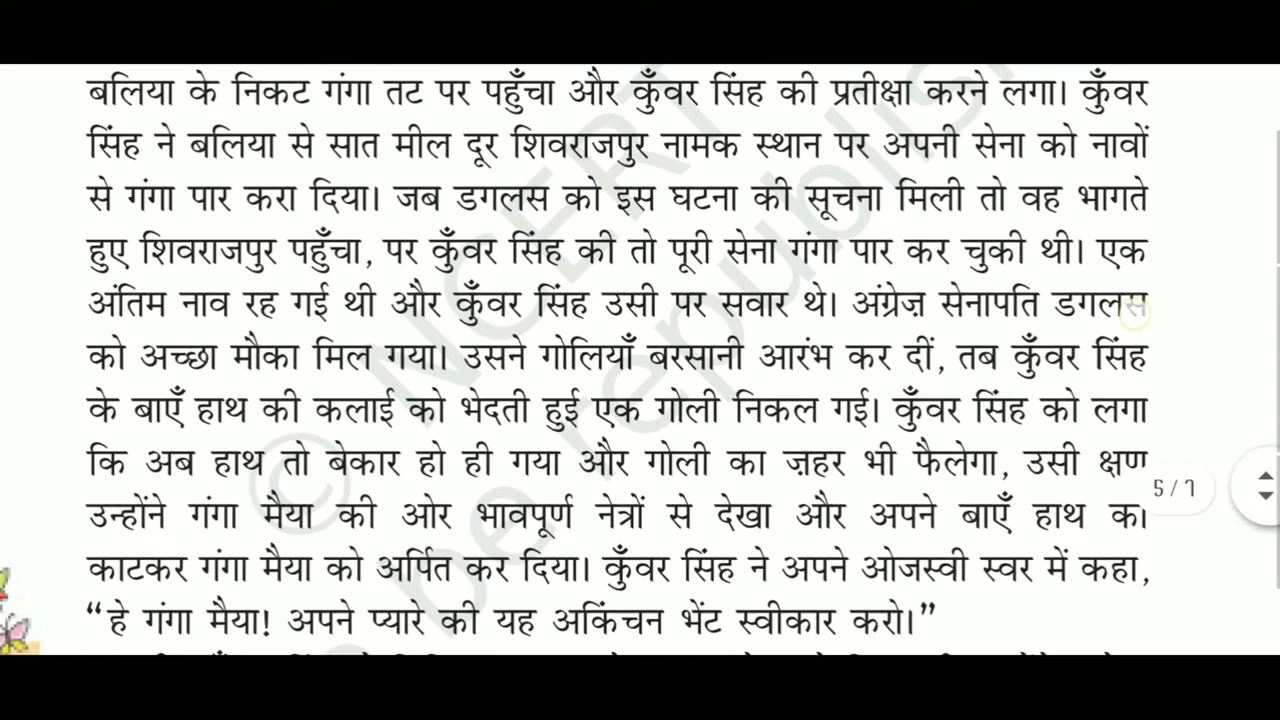 बलिया के निकट गंगा तट पर पहुँचा और कुँवर सिंह की प्रतीक्षा करने लगा। कुँवर
सिंह ने बलिया से सात मील दूर शिवराजपुर नामक स्थान पर अपनी सेना को नावों
से गंगा पार करा दिया। जब डगलस को इस घटना की सूचना मिली तो वह भागते
हुए शिवराजपुर पहुँचा, पर कुँवर सिंह की तो पूरी सेना गंगा पार कर चुकी थी। एक
अंतिम नाव रह गई थी और कुँवर सिंह उसी पर सवार थे। अंग्रेज़ सेनापति डगलस
को अच्छा मौका मिल गया। उसने गोलियाँ बरसानी आरंभ कर दीं, तब कुँवर सिंह
के बाएँ हाथ की कलाई को भेदती हुई एक गोली निकल गई। कुँवर सिंह को लगा
कि अब हाथ तो बेकार हो ही गया और गोली का ज़हर भी फैलेगा, उसी क्षण
उन्होंने गंगा मैया की ओर भावपूर्ण नेत्रों से देखा और अपने बाएँ हाथ को
काटकर गंगा मैया को अर्पित कर दिया। कुँवर सिंह ने अपने ओजस्वी स्वर में कहा,
“हे गंगा मैया! अपने प्यारे की यह अकिंचन भेंट स्वीकार करो।”
5 / 7
© NCERT
be republis